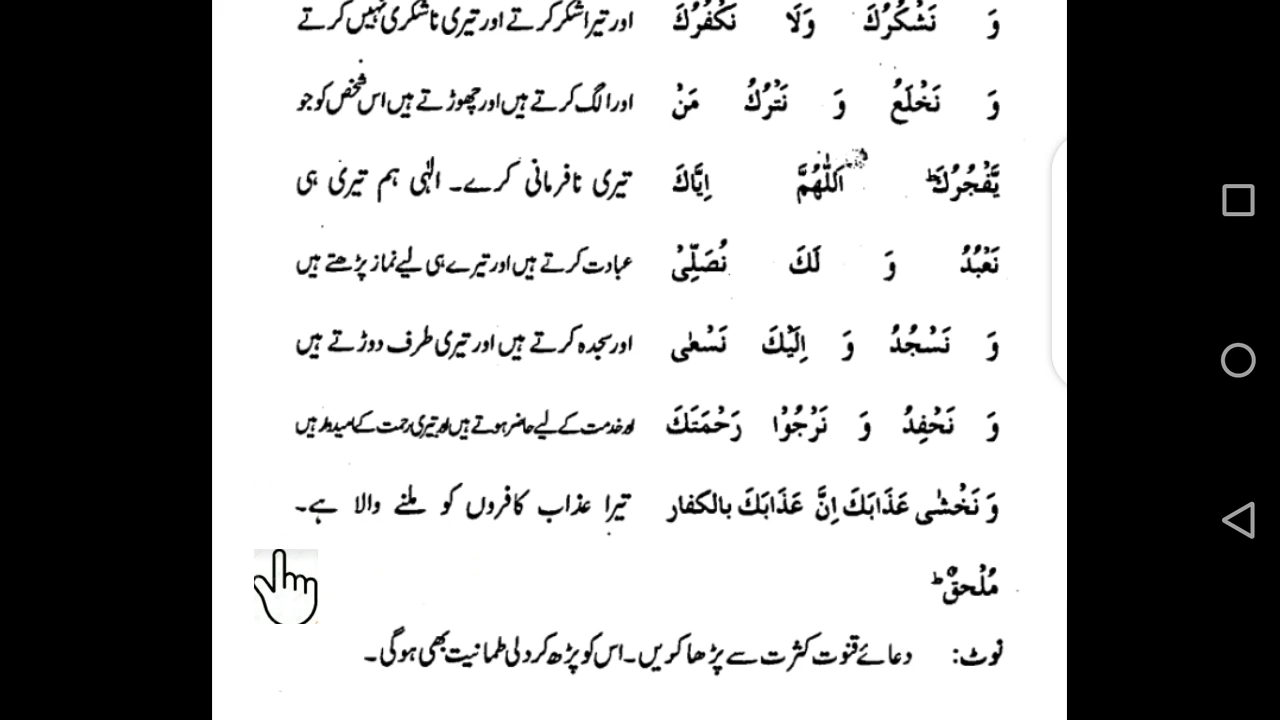 وَ نَشْكُرُكَ وَلَا نَكْفُرُكَ اور تیرا شکر کرتے اور تیری ناشکری نہیں کرتے
وَ نَخْلَعُ وَ نَتْرُكُ مَنْ اور الگ کرتے ہیں اور چھوڑتے ہیں اس شخص کو جو
يَّفْجُرُكَ ؕ اَللّٰهُمَّ اِيَّاكَ تیری نافرمانی کرے۔ الٰہی ہم تیری ہی
نَعْبُدُ وَ لَكَ نُصَلِّیْ عبادت کرتے ہیں اور تیرے ہی لیے نماز پڑھتے ہیں
وَ نَسْجُدُ وَ اِلَيْكَ نَسْعٰی اور سجدہ کرتے ہیں اور تیری طرف دوڑتے ہیں
وَ نَحْفِدُ وَ نَرْجُوْا رَحْمَتَكَ اور خدمت کے لیے حاضر ہوتے ہیں اور تیری رحمت کے امیدوار ہیں
وَ نَخْشٰی عَذَابَكَ اِنَّ عَذَابَكَ بالكفار تیرا عذاب کافروں کو ملنے والا ہے۔
مُلْحِقٌ ؕ
نوٹ: دعائے قنوت کثرت سے پڑھا کریں۔ اس کو پڑھ کر دلی طمانیت بھی ہوگی۔